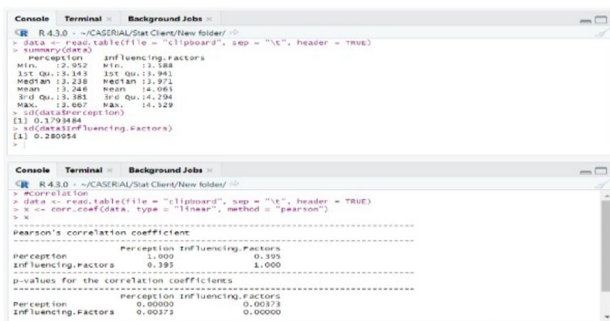 Console Terminal × Background Jobs ×
R 4.3.0 · ~/CASERIAL/Stat Client/New folder/
> data <- read.table(file = "clipboard", sep = "\t", header = TRUE)
> summary(data)
Perception Influencing.Factors
Min. :2.952 Min. :3.588
1st Qu.:3.143 1st Qu.:3.941
Median :3.238 Median :3.971
Mean :3.246 Mean :4.065
3rd Qu.:3.381 3rd Qu.:4.294
Max. :3.667 Max. :4.529
> sd(data$Perception)
[1] 0.1793484
> sd(data$Influencing.Factors)
[1] 0.280954
>
Console Terminal × Background Jobs ×
R 4.3.0 · ~/CASERIAL/Stat Client/New folder/
> #Correlation
> data <- read.table(file = "clipboard", sep = "\t", header = TRUE)
> x <- corr_coef(data, type = "linear", method = "pearson")
> x
---------------------------------------------------------------------------
Pearson's correlation coefficient
---------------------------------------------------------------------------
Perception Influencing.Factors
Perception 1.000 0.395
Influencing.Factors 0.395 1.000
---------------------------------------------------------------------------
p-values for the correlation coefficients
---------------------------------------------------------------------------
Perception Influencing.Factors
Perception 0.00000 0.00373
Influencing.Factors 0.00373 0.00000